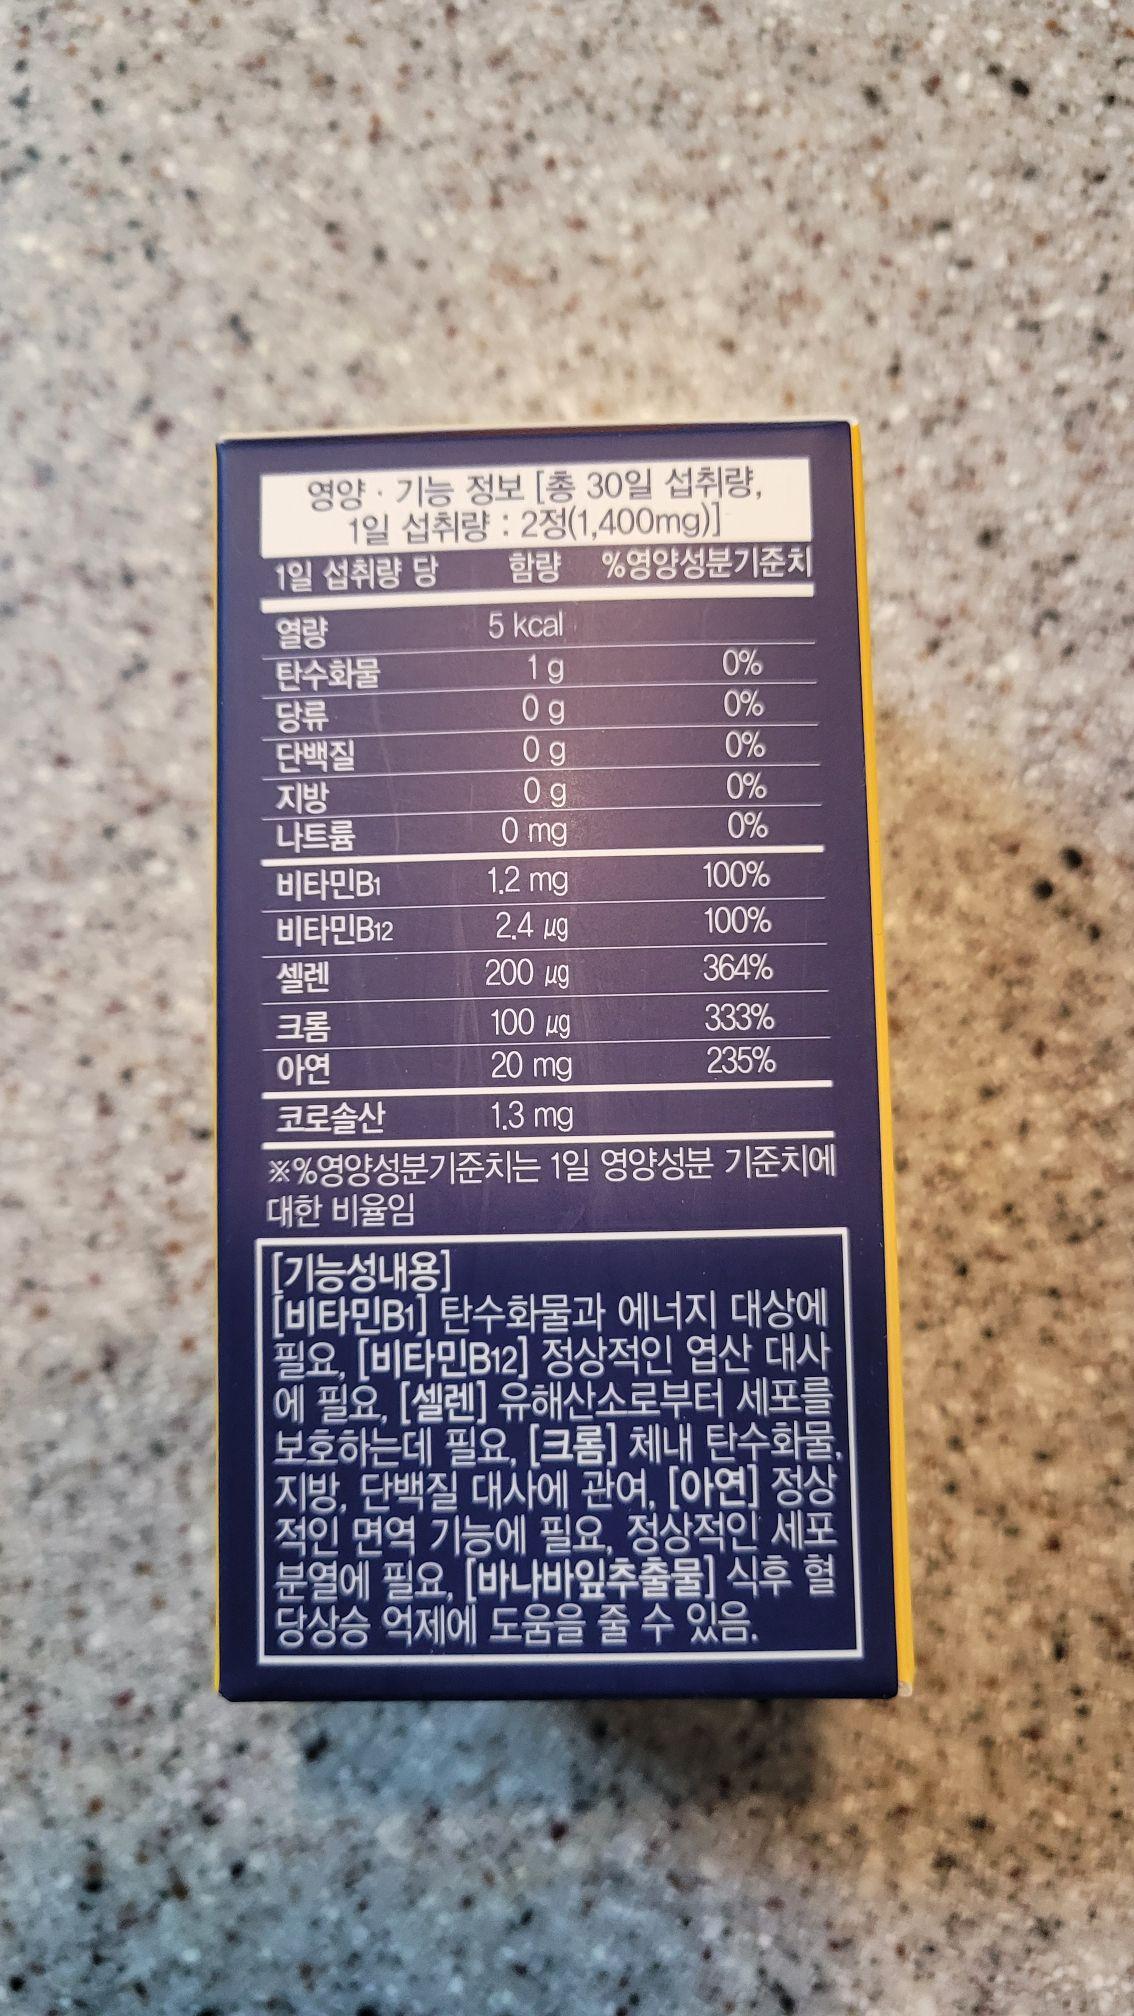 영양·기능 정보 [총 30일 섭취량,
1일 섭취량 : 2정(1,400mg)]
1일 섭취량 당 함량 %영양성분기준치
열량 5 kcal
탄수화물 1 g 0%
당류 0 g 0%
단백질 0 g 0%
지방 0 g 0%
나트륨 0 mg 0%
비타민B1 1.2 mg 100%
비타민B12 2.4 µg 100%
셀렌 200 µg 364%
크롬 100 µg 333%
아연 20 mg 235%
코로솔산 1.3 mg
※%영양성분기준치는 1일 영양성분 기준치에
대한 비율임
[기능성내용]
[비타민B1] 탄수화물과 에너지 대상에
필요, [비타민B12] 정상적인 엽산 대사
에 필요, [셀렌] 유해산소로부터 세포를
보호하는데 필요, [크롬] 체내 탄수화물,
지방, 단백질 대사에 관여, [아연] 정상
적인 면역 기능에 필요, 정상적인 세포
분열에 필요, [바나바잎추출물] 식후 혈
당상승 억제에 도움을 줄 수 있음.